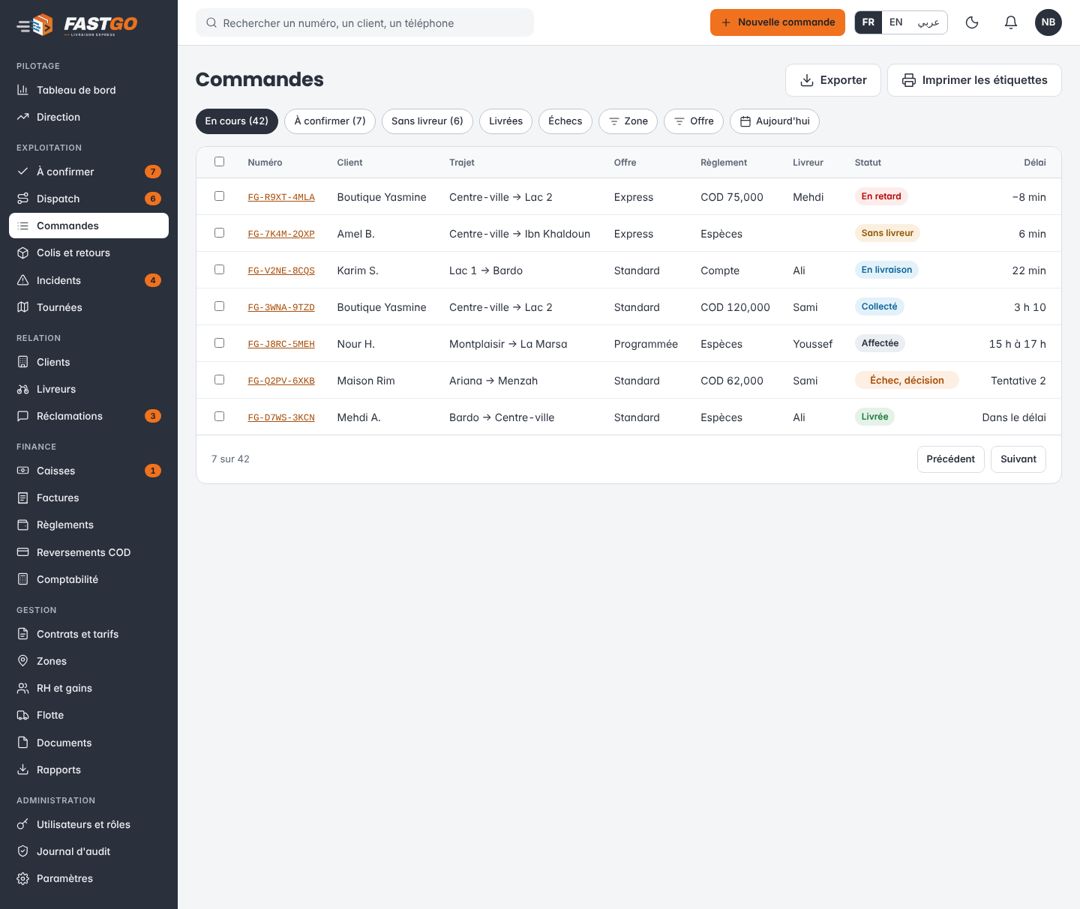 FASTGO
LIVRAISON EXPRESS
PILOTAGE
Tableau de bord
Direction
EXPLOITATION
À confirmer 7
Dispatch 6
Commandes
Colis et retours
Incidents 4
Tournées
RELATION
Clients
Livreurs
Réclamations 3
FINANCE
Caisses 1
Factures
Règlements
Reversements COD
Comptabilité
GESTION
Contrats et tarifs
Zones
RH et gains
Flotte
Documents
Rapports
ADMINISTRATION
Utilisateurs et rôles
Journal d'audit
Paramètres
Rechercher un numéro, un client, un téléphone
+ Nouvelle commande
FR EN عربي
NB
Commandes
Exporter
Imprimer les étiquettes
En cours (42) À confirmer (7) Sans livreur (6) Livrées Échecs Zone Offre Aujourd'hui
Numéro Client Trajet Offre Règlement Livreur Statut Délai
FG-R9XT-4MLA Boutique Yasmine Centre-ville → Lac 2 Express COD 75,000 Mehdi En retard −8 min
FG-7K4M-2QXP Amel B. Centre-ville → Ibn Khaldoun Express Espèces Sans livreur 6 min
FG-V2NE-8CQS Karim S. Lac 1 → Bardo Standard Compte Ali En livraison 22 min
FG-3WNA-9TZD Boutique Yasmine Centre-ville → Lac 2 Standard COD 120,000 Sami Collecté 3 h 10
FG-J8RC-5MEH Nour H. Montplaisir → La Marsa Programmée Espèces Youssef Affectée 15 h à 17 h
FG-Q2PV-6XKB Maison Rim Ariana → Menzah Standard COD 62,000 Sami Échec, décision Tentative 2
FG-D7WS-3KCN Mehdi A. Bardo → Centre-ville Standard Espèces Ali Livrée Dans le délai
7 sur 42
Précédent Suivant